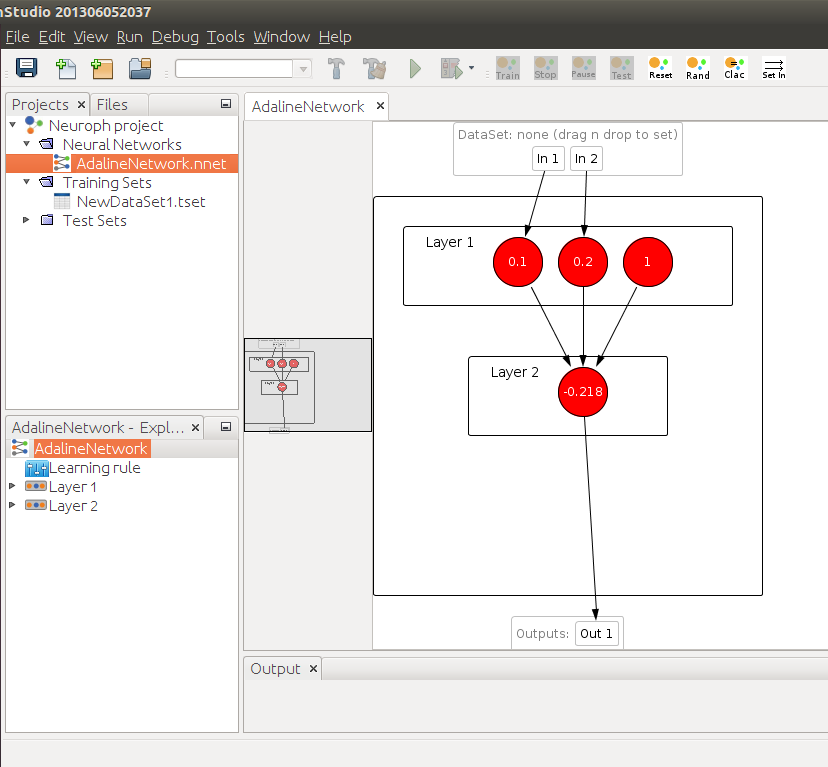 nStudio 201306052037
File Edit View Run Debug Tools Window Help
Train Stop Pause Test Reset Rand Clac Set In
Projects Files
Neuroph project
Neural Networks
AdalineNetwork.nnet
Training Sets
NewDataSet1.tset
Test Sets
AdalineNetwork - Expl...
AdalineNetwork
Learning rule
Layer 1
Layer 2
AdalineNetwork
DataSet: none (drag n drop to set)
In 1 In 2
Layer 1
0.1 0.2 1
Layer 2
-0.218
Outputs: Out 1
Output